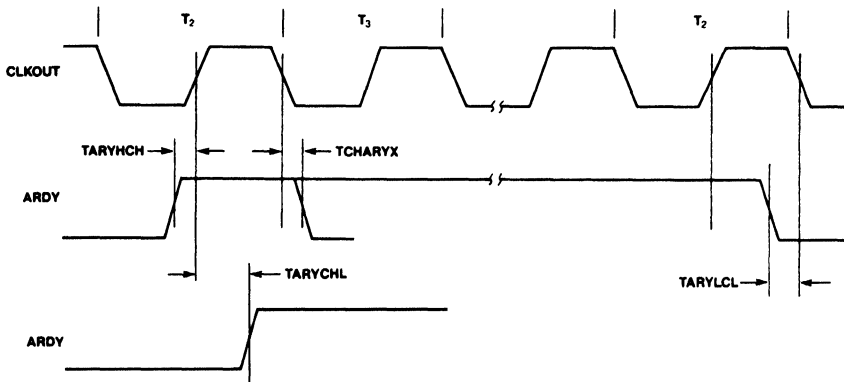 T2 T3 T2
CLKOUT
TARYHCH TCHARYX
ARDY
TARYCHL TARYLCL
ARDY